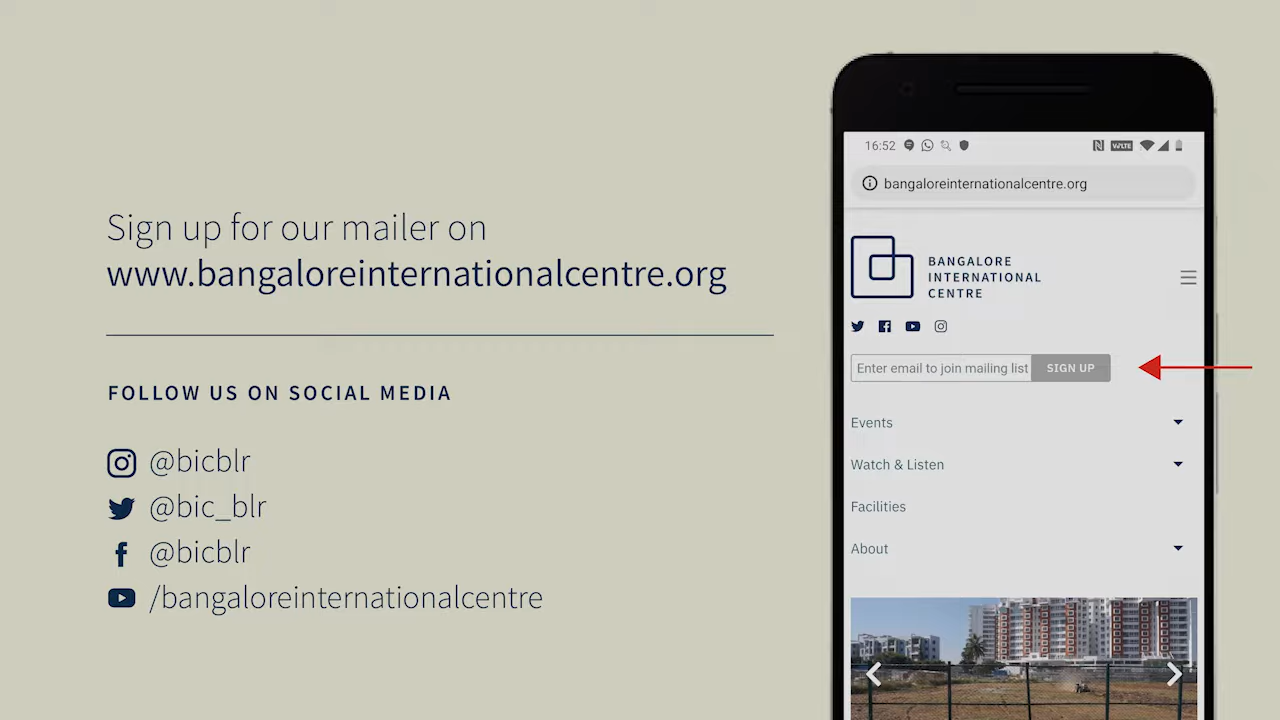 Sign up for our mailer on
www.bangaloreinternationalcentre.org
FOLLOW US ON SOCIAL MEDIA
@bicblr
@bic_blr
@bicblr
/bangaloreinternationalcentre
16:52
VoLTE
bangaloreinternationalcentre.org
BANGALORE
INTERNATIONAL
CENTRE
Enter email to join mailing list
SIGN UP
Events
Watch & Listen
Facilities
About